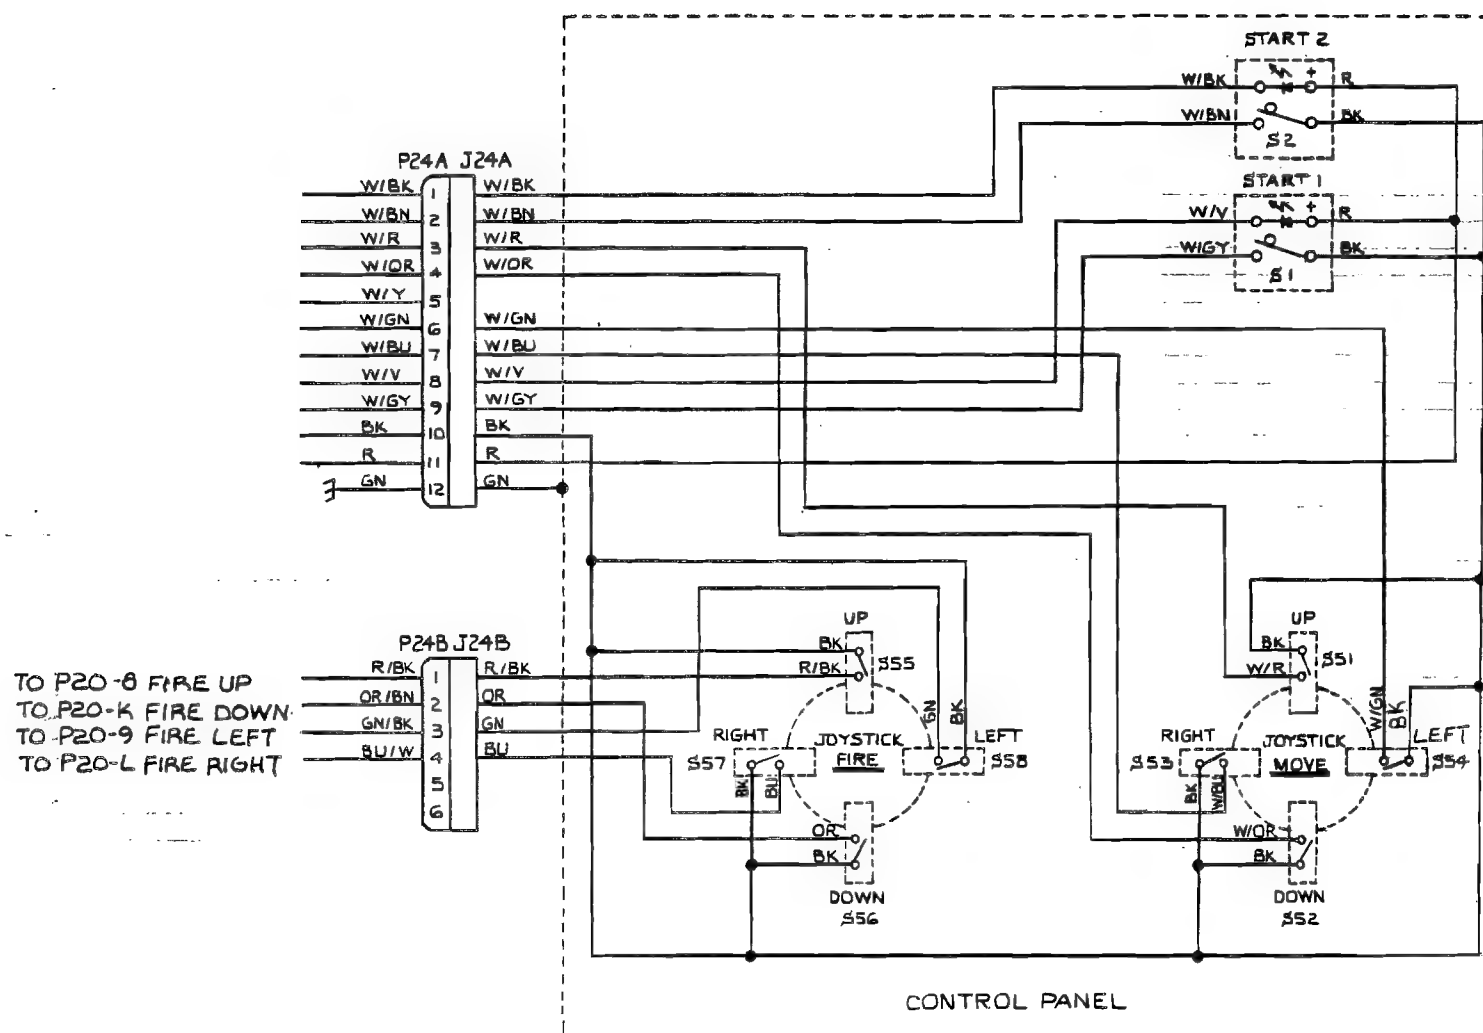 START 2
W/BK + R
W/BN BK
S2
START 1
W/V + R
W/GY BK
S1
P24A J24A
W/BK 1 W/BK
W/BN 2 W/BN
W/R 3 W/R
W/OR 4 W/OR
W/Y 5
W/GN 6 W/GN
W/BU 7 W/BU
W/V 8 W/V
W/GY 9 W/GY
BK 10 BK
R 11 R
GN 12 GN
P24B J24B
R/BK 1 R/BK
OR/BN 2 OR
GN/BK 3 GN
BU/W 4 BU
5
6
TO P20-8 FIRE UP
TO P20-K FIRE DOWN
TO P20-9 FIRE LEFT
TO P20-L FIRE RIGHT
UP
BK
R/BK S55
GN BK
RIGHT JOYSTICK LEFT
S57 FIRE S58
BK BU
OR
BK
DOWN
S56
UP
BK
W/R S51
W/GN BK
RIGHT JOYSTICK LEFT
S53 MOVE S54
BK W/BU
W/OR
BK
DOWN
S52
CONTROL PANEL